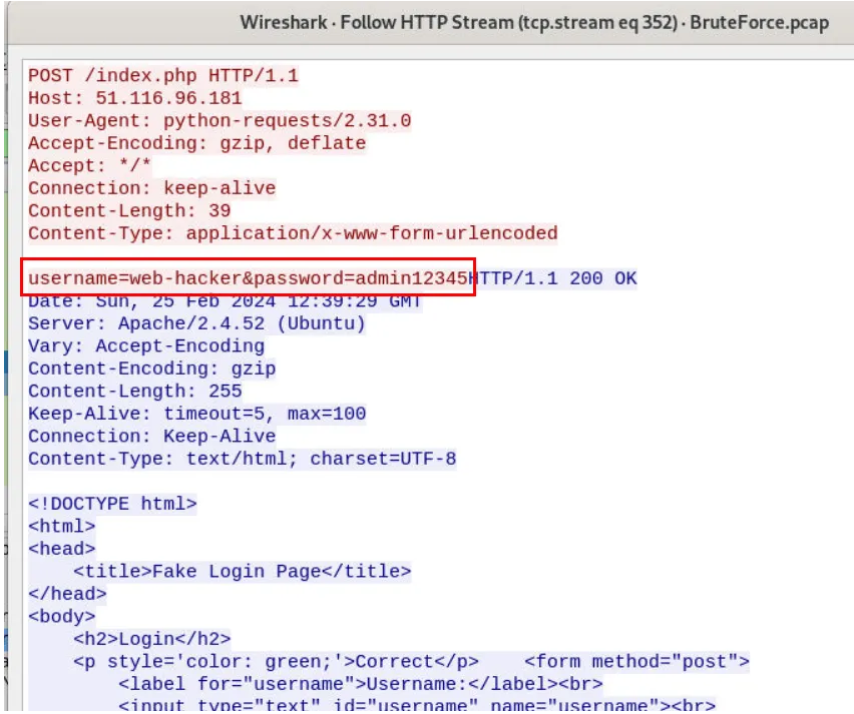 Wireshark · Follow HTTP Stream (tcp.stream eq 352) · BruteForce.pcap
POST /index.php HTTP/1.1
Host: 51.116.96.181
User-Agent: python-requests/2.31.0
Accept-Encoding: gzip, deflate
Accept: */*
Connection: keep-alive
Content-Length: 39
Content-Type: application/x-www-form-urlencoded

username=web-hacker&password=admin12345HTTP/1.1 200 OK
Date: Sun, 25 Feb 2024 12:39:29 GMT
Server: Apache/2.4.52 (Ubuntu)
Vary: Accept-Encoding
Content-Encoding: gzip
Content-Length: 255
Keep-Alive: timeout=5, max=100
Connection: Keep-Alive
Content-Type: text/html; charset=UTF-8

<!DOCTYPE html>
<html>
<head>
    <title>Fake Login Page</title>
</head>
<body>
    <h2>Login</h2>
    <p style='color: green;'>Correct</p>    <form method="post">
        <label for="username">Username:</label><br>
        <input type="text" id="username" name="username"><br>